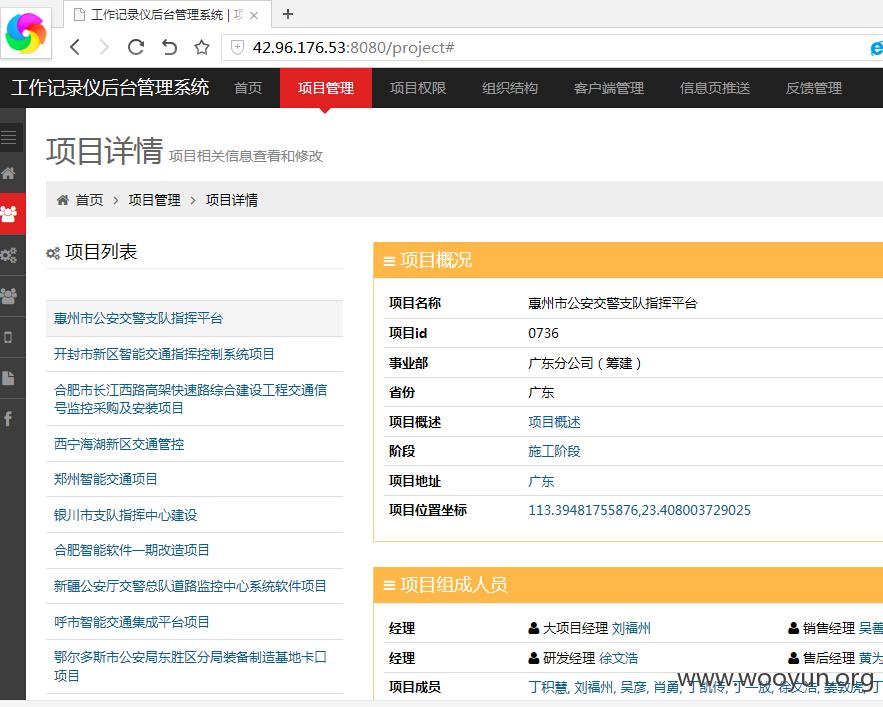 工作记录仪后台管理系统 | 项
42.96.176.53:8080/project#
工作记录仪后台管理系统 首页 项目管理 项目权限 组织结构 客户端管理 信息页推送 反馈管理
项目详情 项目相关信息查看和修改
首页 > 项目管理 > 项目详情
项目列表
惠州市公安交警支队指挥平台
开封市新区智能交通指挥控制系统项目
合肥市长江西路高架快速路综合建设工程交通信
号监控采购及安装项目
西宁海湖新区交通管控
郑州智能交通项目
银川市支队指挥中心建设
合肥智能软件一期改造项目
新疆公安厅交警总队道路监控中心系统软件项目
呼市智能交通集成平台项目
鄂尔多斯市公安局东胜区分局装备制造基地卡口
项目
项目概况
项目名称 惠州市公安交警支队指挥平台
项目id 0736
事业部 广东分公司（筹建）
省份 广东
项目概述 项目概述
阶段 施工阶段
项目地址 广东
项目位置坐标 113.39481755876,23.408003729025
项目组成人员
经理 大项目经理 刘福州 销售经理 吴善
经理 研发经理 徐文浩 售后经理 黄为
项目成员 丁积慧, 刘福州, 吴彦, 肖勇, 丁凯传, 丁一放, 徐文浩, 姜敦虎, 丁
www.wooyun.org